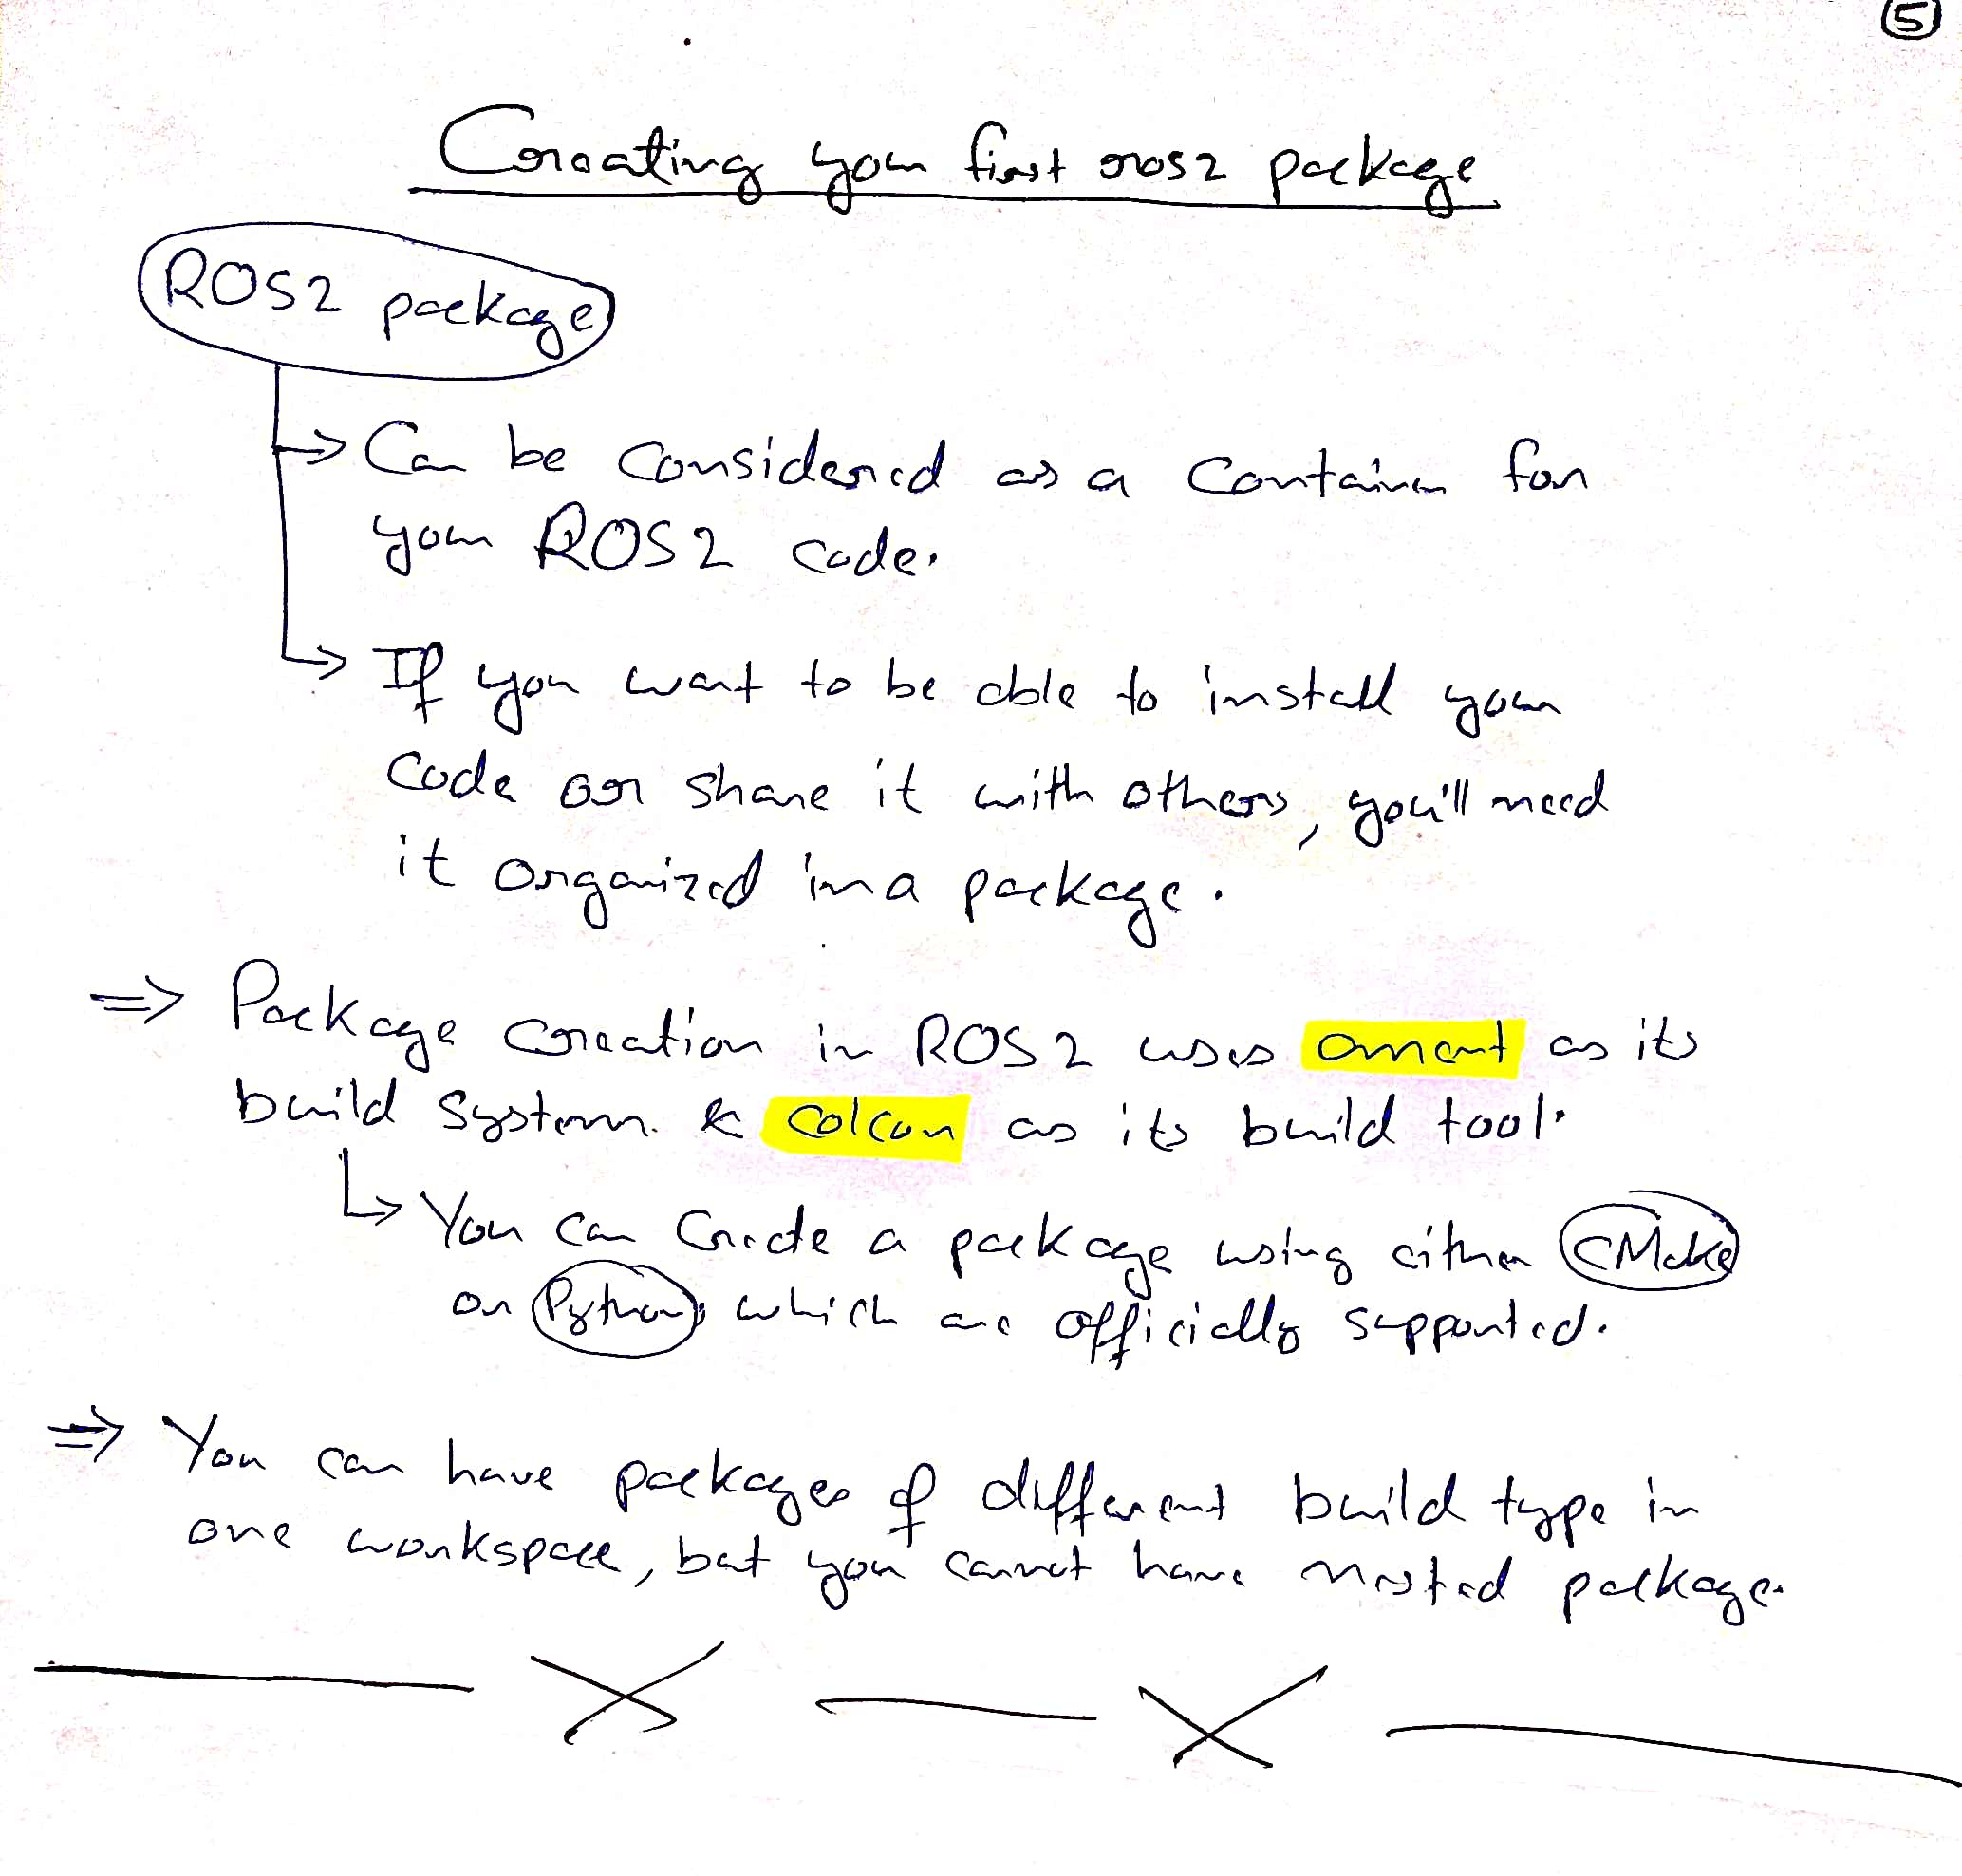 5
Creating your first ros2 package
ROS2 package
→ Can be considered as a container for
your ROS2 code.
→ If you want to be able to install your
code or share it with others, you'll need
it organized in a package.
⇒ Package creation in ROS2 uses ament as its
build system & colcon as its build tool.
↳ You can create a package using either CMake
or Python, which are officially supported.
⇒ You can have packages of different build type in
one workspace, but you cannot have nested package.